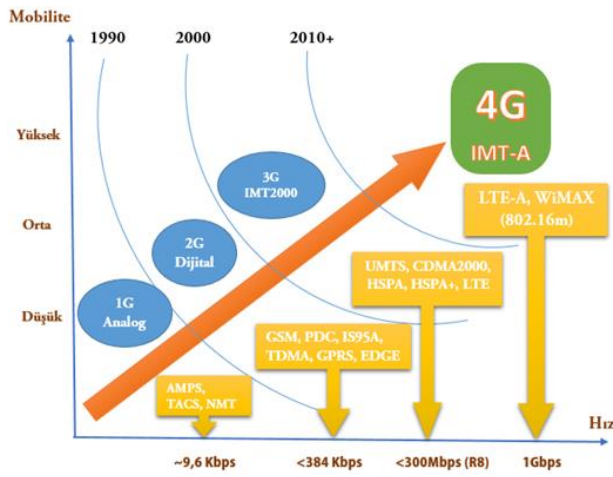 Mobilite
1990
2000
2010+
Yüksek
Orta
Düşük
4G
IMT-A
3G
IMT2000
2G
Dijital
1G
Analog
LTE-A, WiMAX
(802.16m)
UMTS, CDMA2000,
HSPA, HSPA+, LTE
GSM, PDC, IS95A,
TDMA, GPRS, EDGE
AMPS,
TACS, NMT
Hız
~9,6 Kbps
<384 Kbps
<300Mbps (R8)
1Gbps